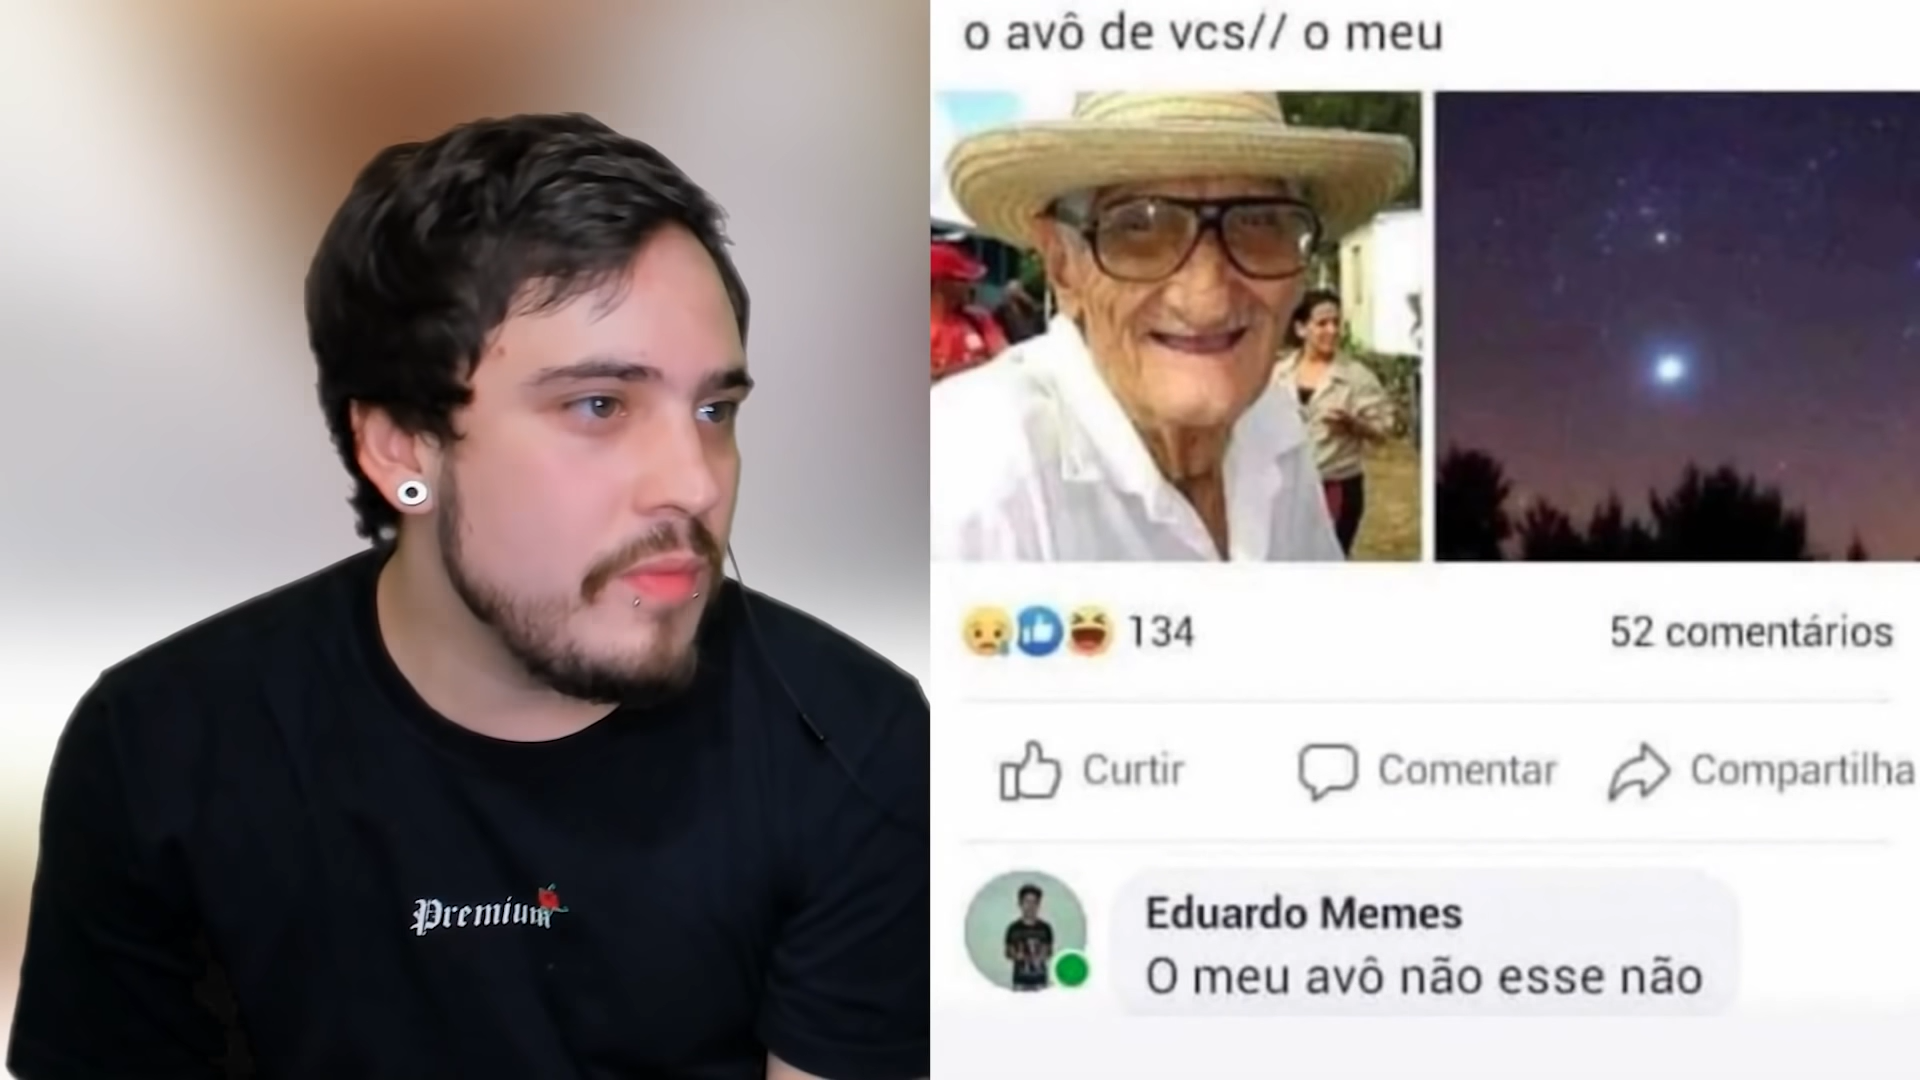 o avô de vcs// o meu
134
52 comentários
Curtir
Comentar
Compartilha
Eduardo Memes
O meu avô não esse não
Premium